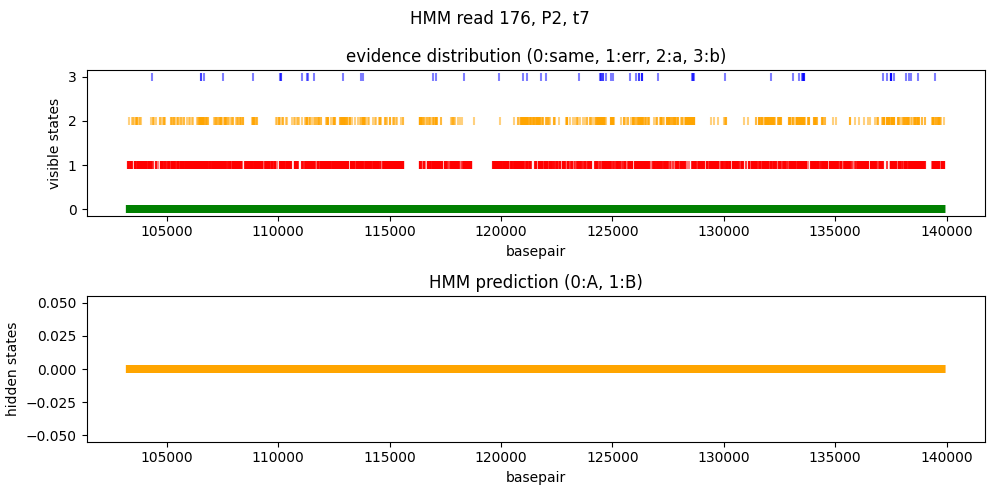 HMM read 176, P2, t7
evidence distribution (0:same, 1:err, 2:a, 3:b)
visible states
3
2
1
0
105000 110000 115000 120000 125000 130000 135000 140000
basepair
HMM prediction (0:A, 1:B)
hidden states
0.050
0.025
0.000
−0.025
−0.050
105000 110000 115000 120000 125000 130000 135000 140000
basepair